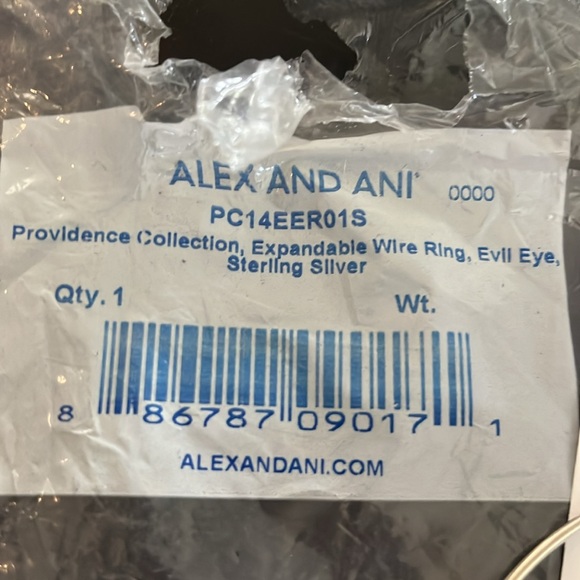 ALEX AND ANI® 0000
PC14EER01S
Providence Collection, Expandable Wire Ring, Evil Eye,
Sterling Silver
Qty. 1 Wt.
8 86787 09017 1
ALEXANDANI.COM